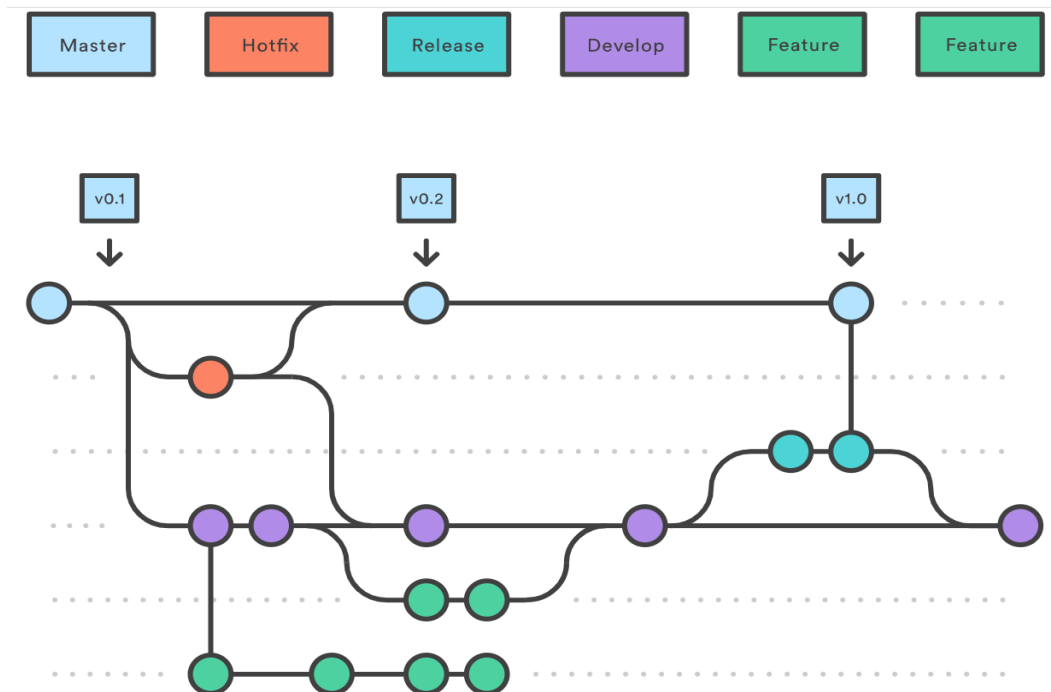 Master
Hotfix
Release
Develop
Feature
Feature
v0.1
v0.2
v1.0